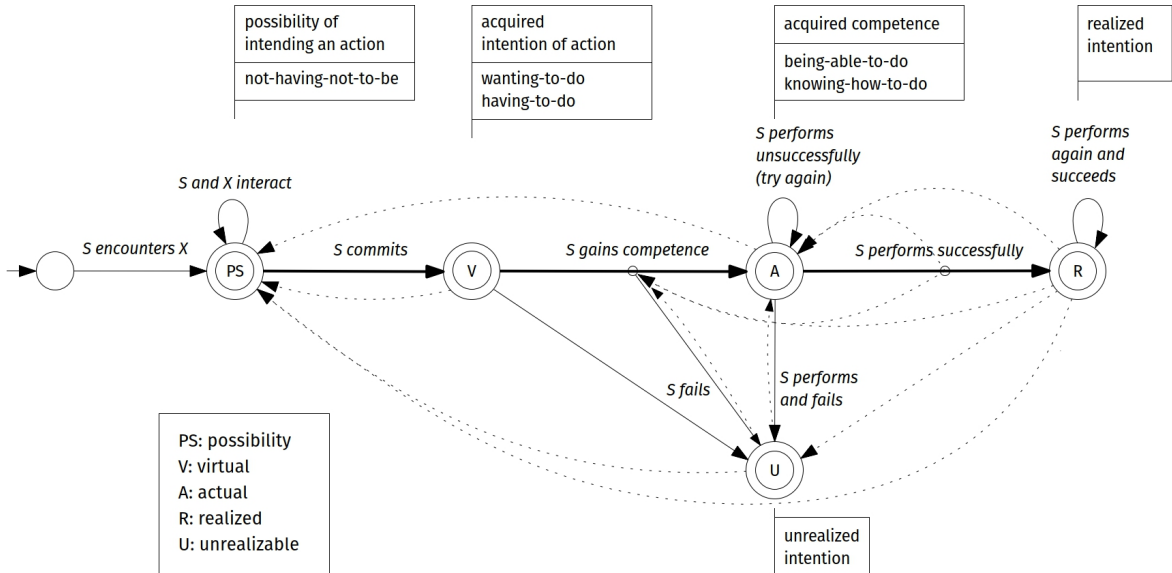 possibility of
intending an action
not-having-not-to-be
acquired
intention of action
wanting-to-do
having-to-do
acquired competence
being-able-to-do
knowing-how-to-do
realized
intention
S performs
unsuccessfully
(try again)
S performs
again and
succeeds
S and X interact
S encounters X
S commits
S gains competence
S performs successfully
PS
V
A
R
S fails
S performs
and fails
U
PS: possibility
V: virtual
A: actual
R: realized
U: unrealizable
unrealized
intention